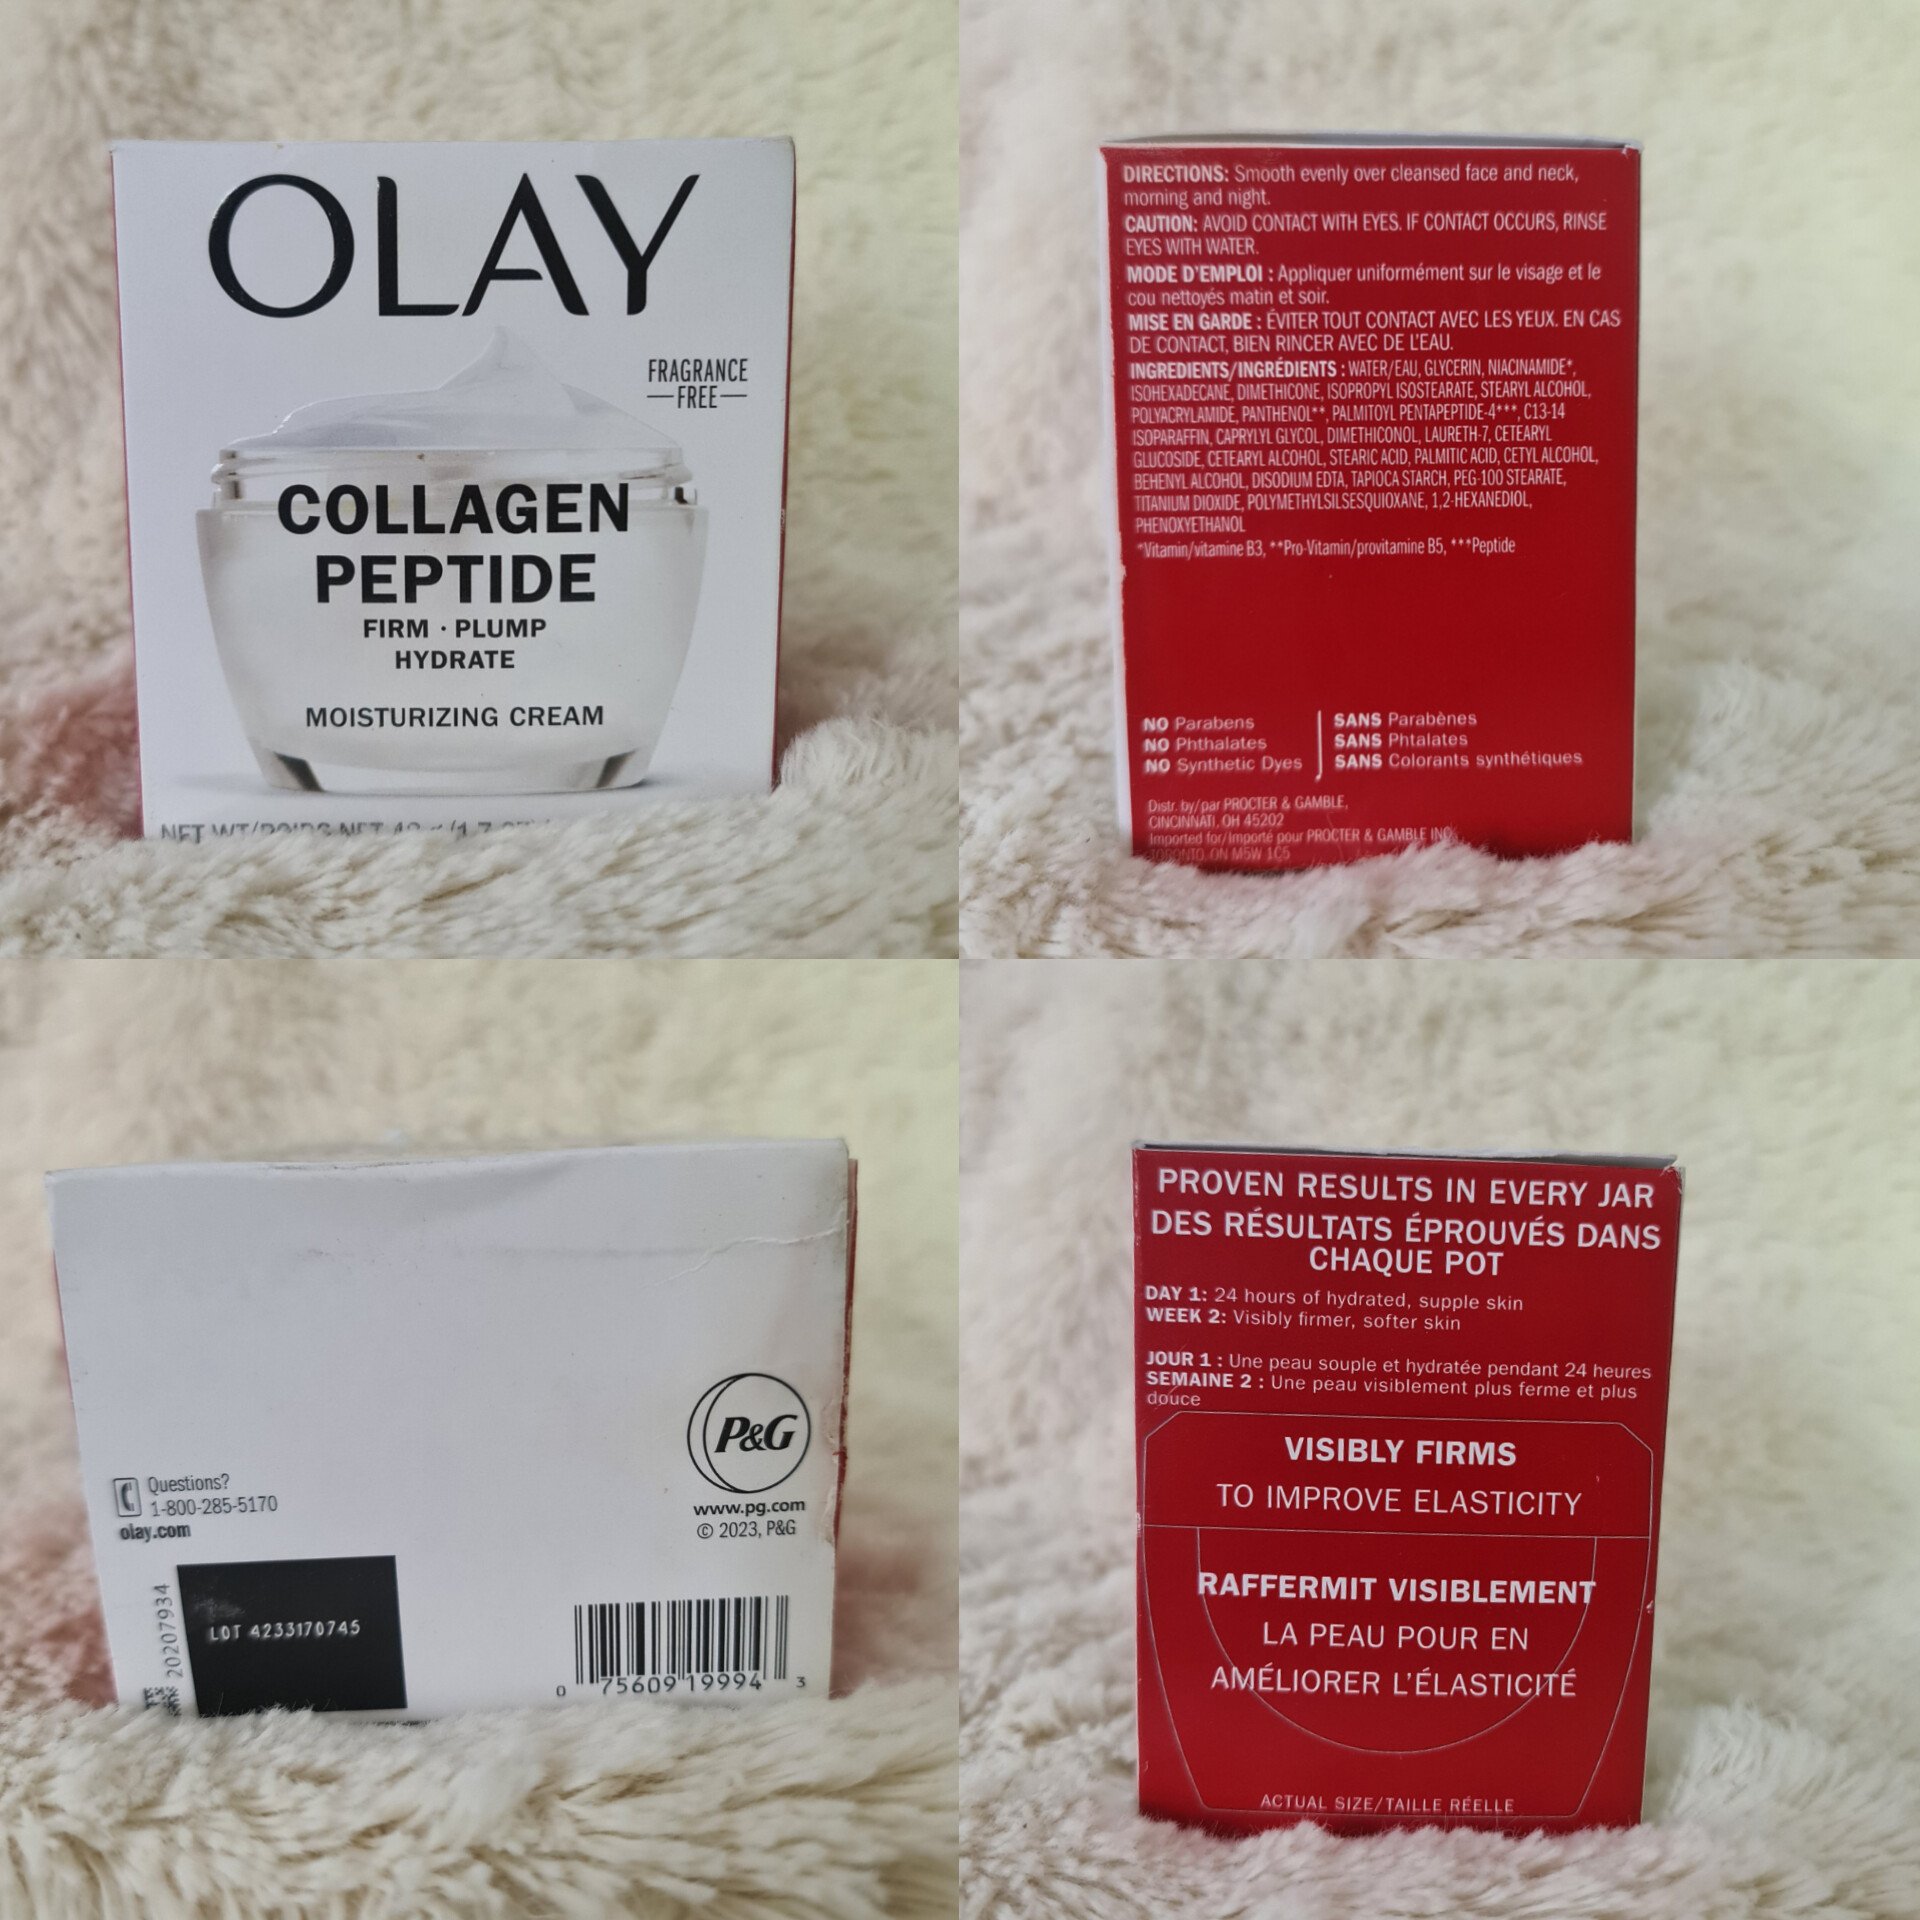 OLAY
FRAGRANCE
FREE
COLLAGEN
PEPTIDE
FIRM · PLUMP
HYDRATE
MOISTURIZING CREAM
NET WT/POIDS NET
DIRECTIONS: Smooth evenly over cleansed face and neck,
morning and night.
CAUTION: AVOID CONTACT WITH EYES. IF CONTACT OCCURS, RINSE
EYES WITH WATER.
MODE D'EMPLOI : Appliquer uniformément sur le visage et le
cou nettoyés matin et soir.
MISE EN GARDE : ÉVITER TOUT CONTACT AVEC LES YEUX. EN CAS
DE CONTACT, BIEN RINCER AVEC DE L'EAU.
INGREDIENTS/INGRÉDIENTS : WATER/EAU, GLYCERIN, NIACINAMIDE*,
ISOHEXADECANE, DIMETHICONE, ISOPROPYL ISOSTEARATE, STEARYL ALCOHOL,
POLYACRYLAMIDE, PANTHENOL**, PALMITOYL PENTAPEPTIDE-4***, C13-14
ISOPARAFFIN, CAPRYLYL GLYCOL, DIMETHICONOL, LAURETH-7, CETEARYL
GLUCOSIDE, CETEARYL ALCOHOL, STEARIC ACID, PALMITIC ACID, CETYL ALCOHOL,
BEHENYL ALCOHOL, DISODIUM EDTA, TAPIOCA STARCH, PEG-100 STEARATE,
TITANIUM DIOXIDE, POLYMETHYLSILSESQUIOXANE, 1,2-HEXANEDIOL,
PHENOXYETHANOL
*Vitamin/vitamine B3, **Pro-Vitamin/provitamine B5, ***Peptide
NO Parabens
NO Phthalates
NO Synthetic Dyes
SANS Parabènes
SANS Phtalates
SANS Colorants synthétiques
Distr. by/par PROCTER & GAMBLE,
CINCINNATI, OH 45202
Imported for/Importé pour PROCTER & GAMBLE INC.
TORONTO, ON M5W 1C5
P&G
www.pg.com
© 2023, P&G
Questions?
1-800-285-5170
olay.com
20207934
LOT 4233170745
0 75609 19994 3
PROVEN RESULTS IN EVERY JAR
DES RÉSULTATS ÉPROUVÉS DANS
CHAQUE POT
DAY 1: 24 hours of hydrated, supple skin
WEEK 2: Visibly firmer, softer skin
JOUR 1 : Une peau souple et hydratée pendant 24 heures
SEMAINE 2 : Une peau visiblement plus ferme et plus
douce
VISIBLY FIRMS
TO IMPROVE ELASTICITY
RAFFERMIT VISIBLEMENT
LA PEAU POUR EN
AMÉLIORER L'ÉLASTICITÉ
ACTUAL SIZE/TAILLE RÉELLE